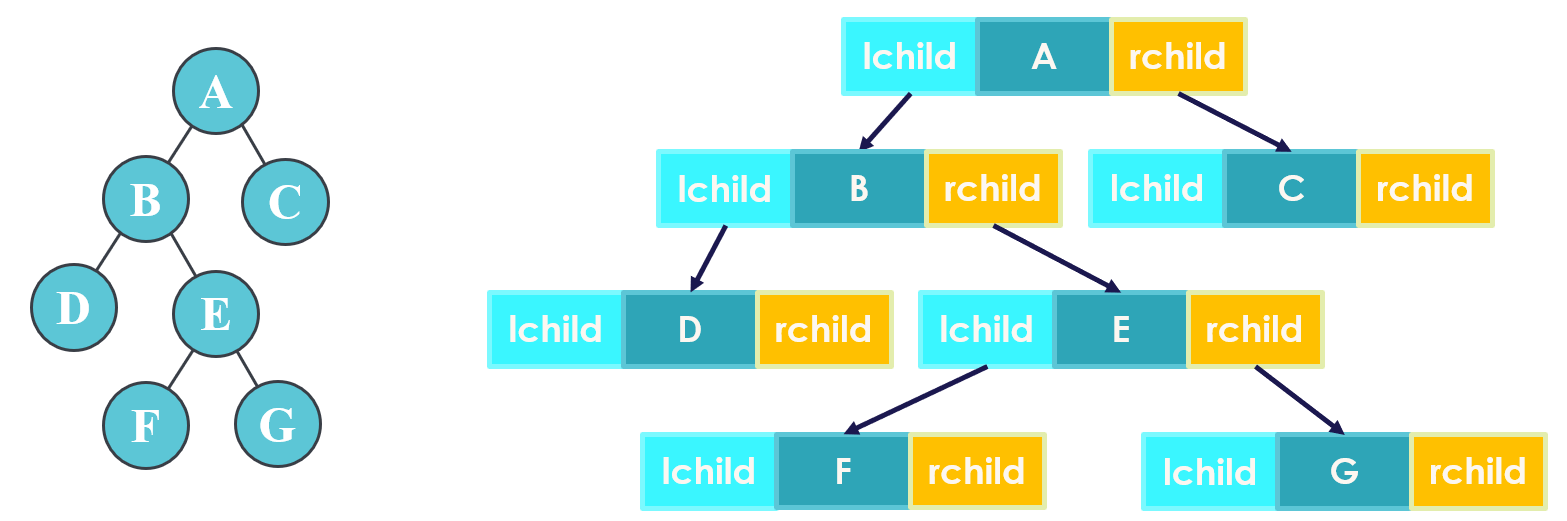 A
B
C
D
E
F
G
lchild A rchild
lchild B rchild
lchild C rchild
lchild D rchild
lchild E rchild
lchild F rchild
lchild G rchild